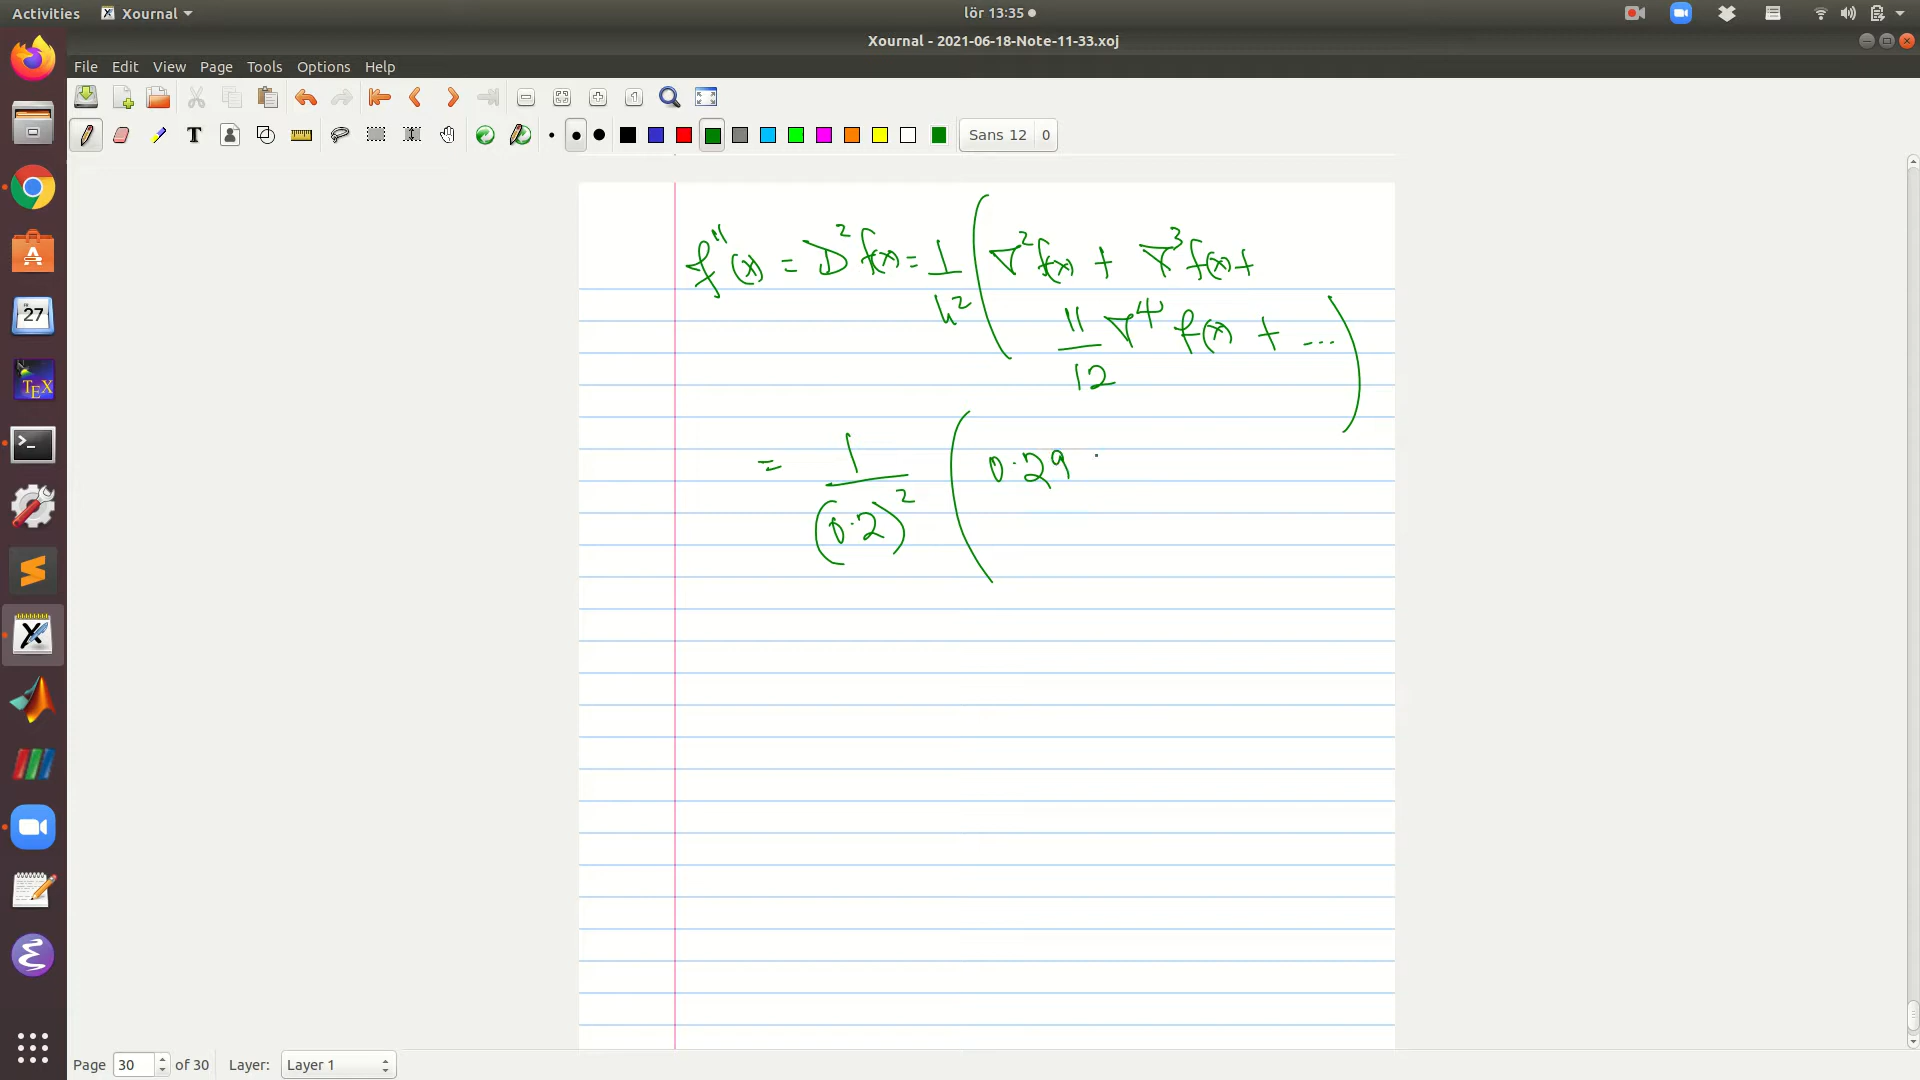 Activities Xournal lör 13:35
Xournal - 2021-06-18-Note-11-33.xoj
File Edit View Page Tools Options Help
Sans 12 0
f''(x) = D²f(x) = 1/h² ( ∇²f(x) + ∇³f(x) +
11/12 ∇⁴ f(x) + ... )
= 1/(0.2)² ( 0.29
27
TEX
Page 30 of 30 Layer: Layer 1